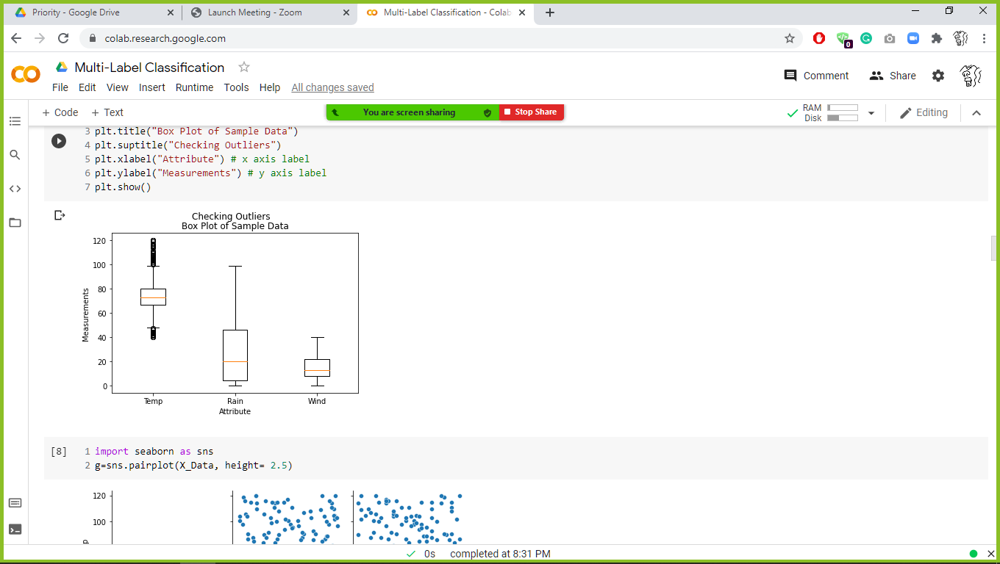 Priority - Google Drive
Launch Meeting - Zoom
Multi-Label Classification - Colab
colab.research.google.com
0
Multi-Label Classification
Comment
Share
File Edit View Insert Runtime Tools Help All changes saved
+ Code + Text
You are screen sharing
Stop Share
RAM
Disk
Editing
3 plt.title("Box Plot of Sample Data")
4 plt.suptitle("Checking Outliers")
5 plt.xlabel("Attribute") # x axis label
6 plt.ylabel("Measurements") # y axis label
7 plt.show()
Checking Outliers
Box Plot of Sample Data
120
100
80
60
40
20
0
Measurements
Temp Rain Wind
Attribute
[8]
1 import seaborn as sns
2 g=sns.pairplot(X_Data, height= 2.5)
120
100
0s completed at 8:31 PM